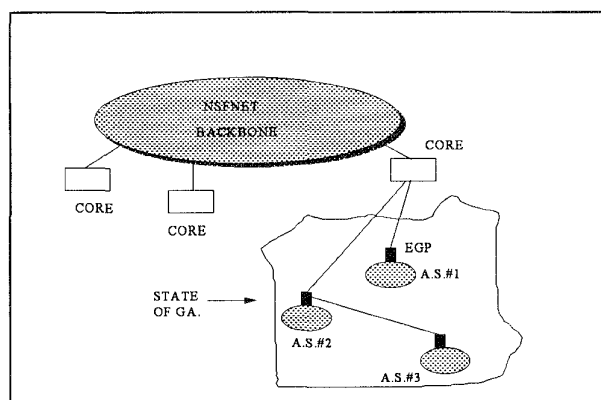 NSFNET
BACKBONE
CORE
CORE
CORE
EGP
A.S.#1
STATE
OF GA.
A.S.#2
A.S.#3